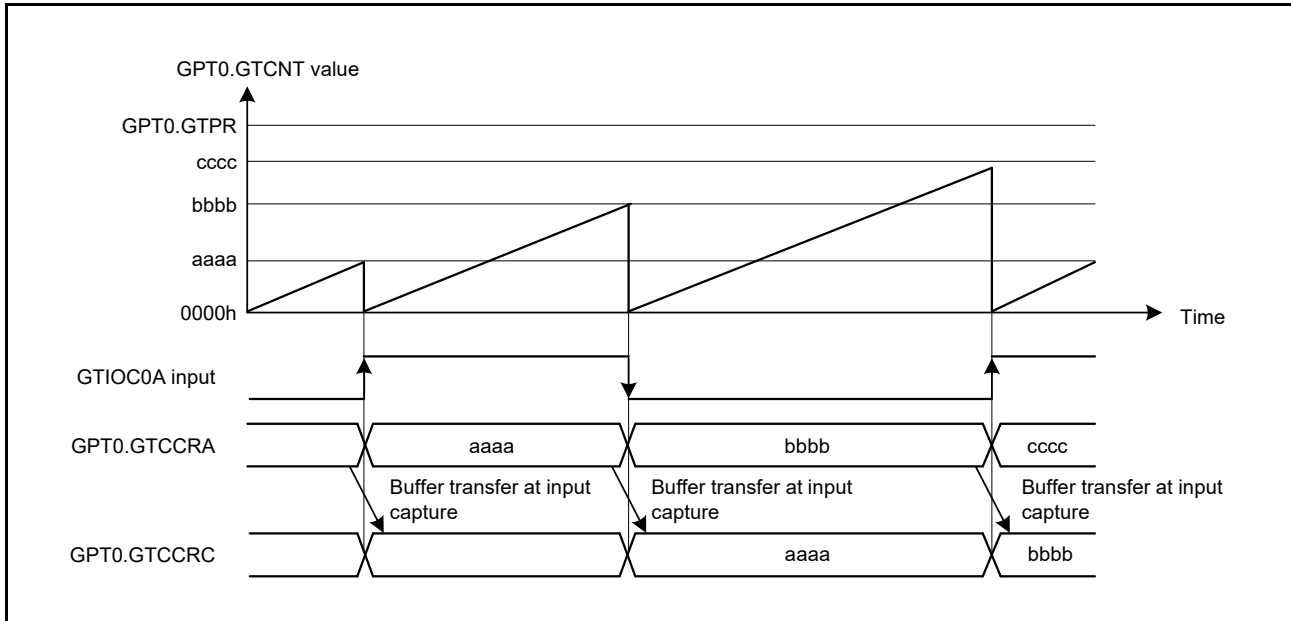 GPT0.GTCNT value
GPT0.GTPR
cccc
bbbb
aaaa
0000h
Time
GTIOC0A input
GPT0.GTCCRA
aaaa
bbbb
cccc
Buffer transfer at input
capture
Buffer transfer at input
capture
Buffer transfer at input
capture
GPT0.GTCCRC
aaaa
bbbb